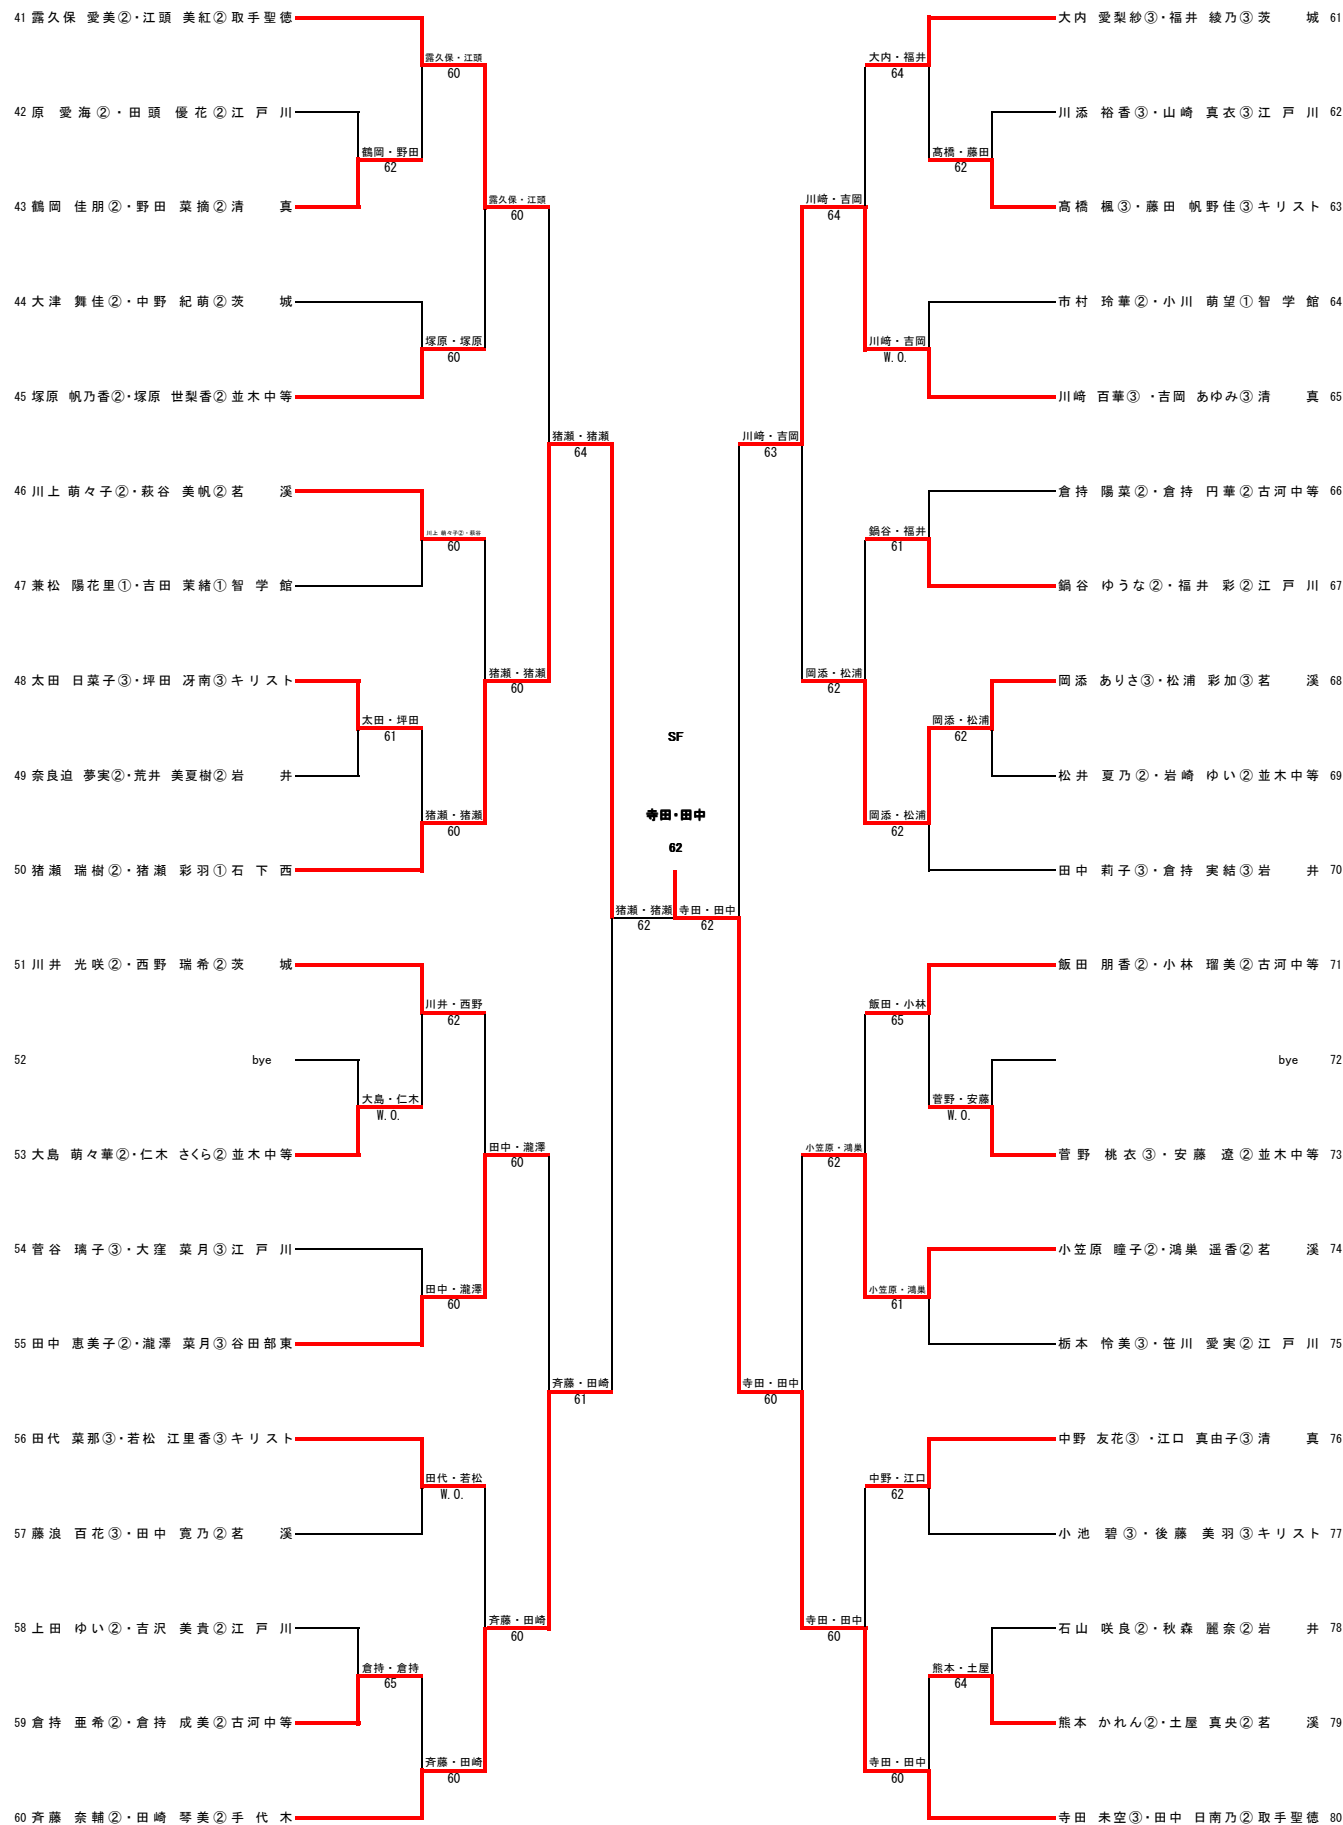 41 露久保 愛美②・江頭 美紅② 取手聖徳
42 原 愛海②・田頭 優花② 江戸川
43 鶴岡 佳朋②・野田 菜摘② 清 真
44 大津 舞佳②・中野 紀萌② 茨 城
45 塚原 帆乃香②・塚原 世梨香② 並木中等
46 川上 萌々子②・萩谷 美帆② 茗 溪
47 兼松 陽花里①・吉田 茉緒① 智学館
48 太田 日菜子③・坪田 冴南③ キリスト
49 奈良迫 夢実②・荒井 美夏樹② 岩 井
50 猪瀬 瑞樹②・猪瀬 彩羽① 石下西
51 川井 光咲②・西野 瑞希② 茨 城
52 bye
53 大島 萌々華②・仁木 さくら② 並木中等
54 菅谷 璃子③・大窪 菜月③ 江戸川
55 田中 恵美子②・瀧澤 菜月③ 谷田部東
56 田代 菜那③・若松 江里香③ キリスト
57 藤浪 百花③・田中 寛乃② 茗 溪
58 上田 ゆい②・吉沢 美貴② 江戸川
59 倉持 亜希②・倉持 成美② 古河中等
60 斉藤 奈輔②・田崎 琴美② 手代木
鶴岡・野田
62
太田・坪田
61
大島・仁木
W.O.
倉持・倉持
65
露久保・江頭
60
塚原・塚原
60
川上 萌々子②・萩谷
60
猪瀬・猪瀬
60
川井・西野
62
田中・瀧澤
60
田代・若松
W.O.
斉藤・田崎
60
露久保・江頭
60
猪瀬・猪瀬
60
田中・瀧澤
60
斉藤・田崎
60
猪瀬・猪瀬
64
斉藤・田崎
61
猪瀬・猪瀬
62
SF
寺田・田中
62
寺田・田中
62
川﨑・吉岡
63
寺田・田中
60
川﨑・吉岡
64
岡添・松浦
62
小笠原・鴻巣
62
寺田・田中
60
大内・福井
64
川﨑・吉岡
W.O.
鍋谷・福井
61
岡添・松浦
62
飯田・小林
65
小笠原・鴻巣
61
中野・江口
62
寺田・田中
60
髙橋・藤田
62
岡添・松浦
62
菅野・安藤
W.O.
熊本・土屋
64
大内 愛梨紗③・福井 綾乃③ 茨 城 61
川添 裕香③・山崎 真衣③ 江戸川 62
髙橋 楓③・藤田 帆野佳③ キリスト 63
市村 玲華②・小川 萌望① 智学館 64
川﨑 百華③ ・吉岡 あゆみ③ 清 真 65
倉持 陽菜②・倉持 円華② 古河中等 66
鍋谷 ゆうな②・福井 彩② 江戸川 67
岡添 ありさ③・松浦 彩加③ 茗 溪 68
松井 夏乃②・岩崎 ゆい② 並木中等 69
田中 莉子③・倉持 実結③ 岩 井 70
飯田 朋香②・小林 瑠美② 古河中等 71
bye 72
菅野 桃衣③・安藤 遼② 並木中等 73
小笠原 瞳子②・鴻巣 遥香② 茗 溪 74
栃本 怜美③・笹川 愛実② 江戸川 75
中野 友花③ ・江口 真由子③ 清 真 76
小池 碧③・後藤 美羽③ キリスト 77
石山 咲良②・秋森 麗奈② 岩 井 78
熊本 かれん②・土屋 真央② 茗 溪 79
寺田 未空③・田中 日南乃② 取手聖徳 80